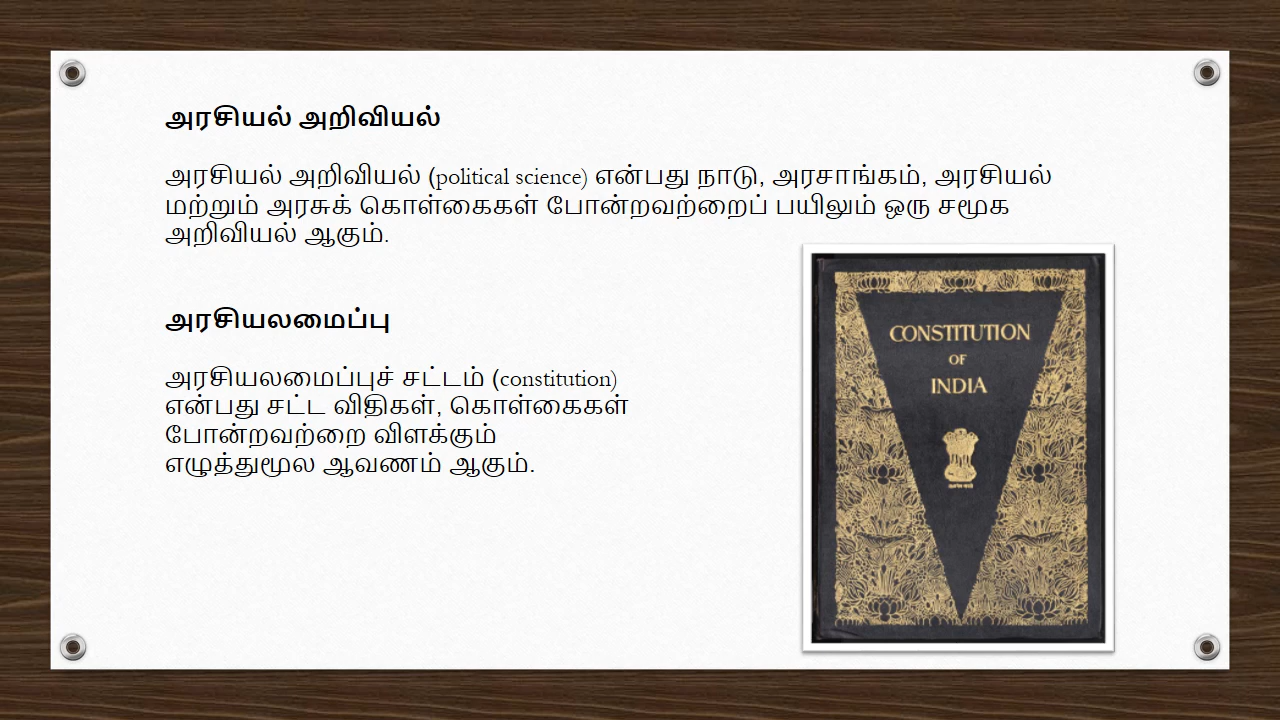 அரசியல் அறிவியல்
அரசியல் அறிவியல் (political science) என்பது நாடு, அரசாங்கம், அரசியல்
மற்றும் அரசுக் கொள்கைகள் போன்றவற்றைப் பயிலும் ஒரு சமூக
அறிவியல் ஆகும்.
அரசியலமைப்பு
அரசியலமைப்புச் சட்டம் (constitution)
என்பது சட்ட விதிகள், கொள்கைகள்
போன்றவற்றை விளக்கும்
எழுத்துமூல ஆவணம் ஆகும்.
CONSTITUTION
OF
INDIA